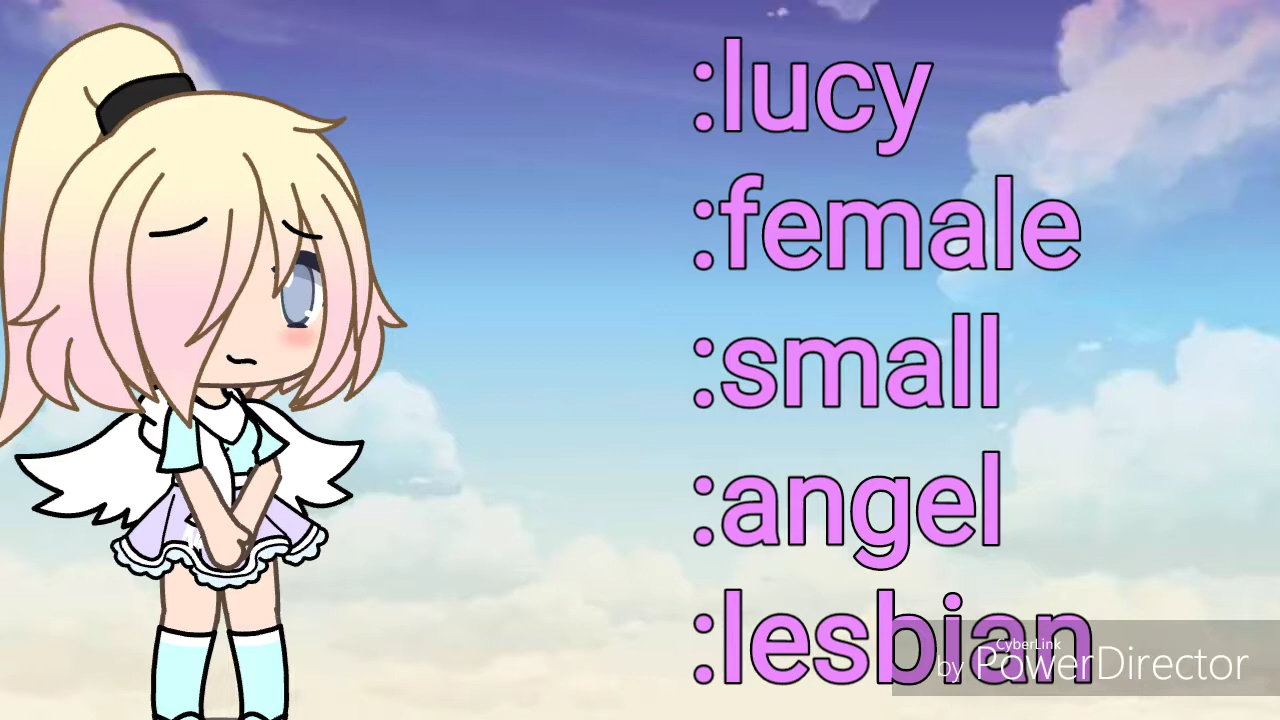 :lucy
:female
:small
:angel
:lesbian
CyberLink
by PowerDirector